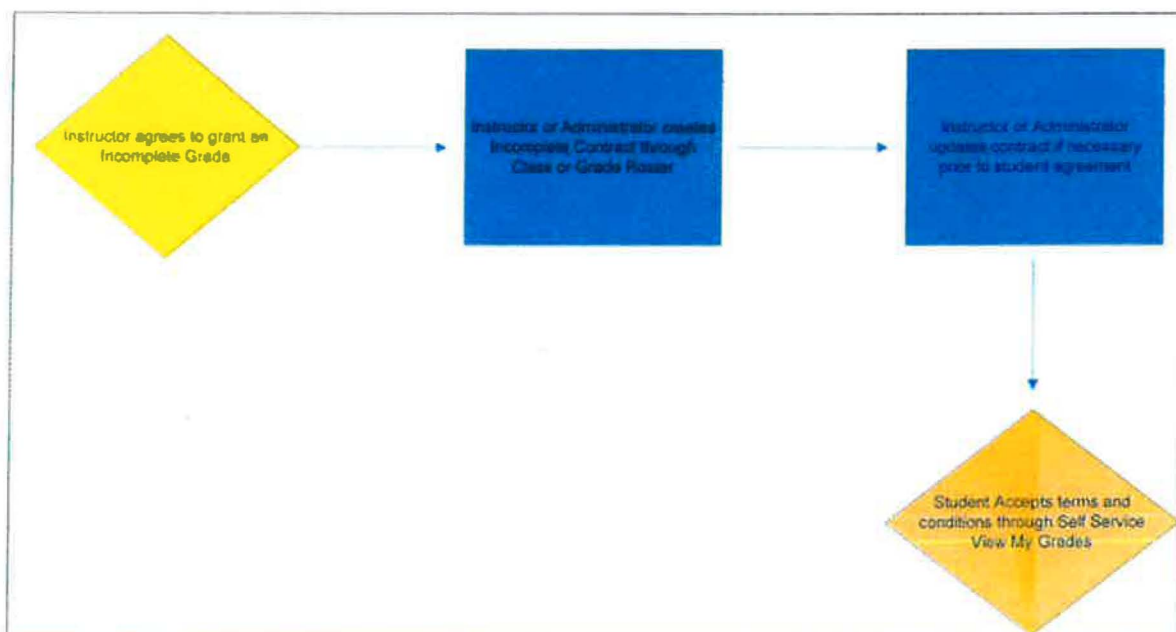 Instructor agrees to grant an
Incomplete Grade
Instructor or Administrator creates
Incomplete Contract through
Class or Grade Roster
Instructor or Administrator
updates contract if necessary
prior to student agreement
Student Accepts terms and
conditions through Self Service
View My Grades